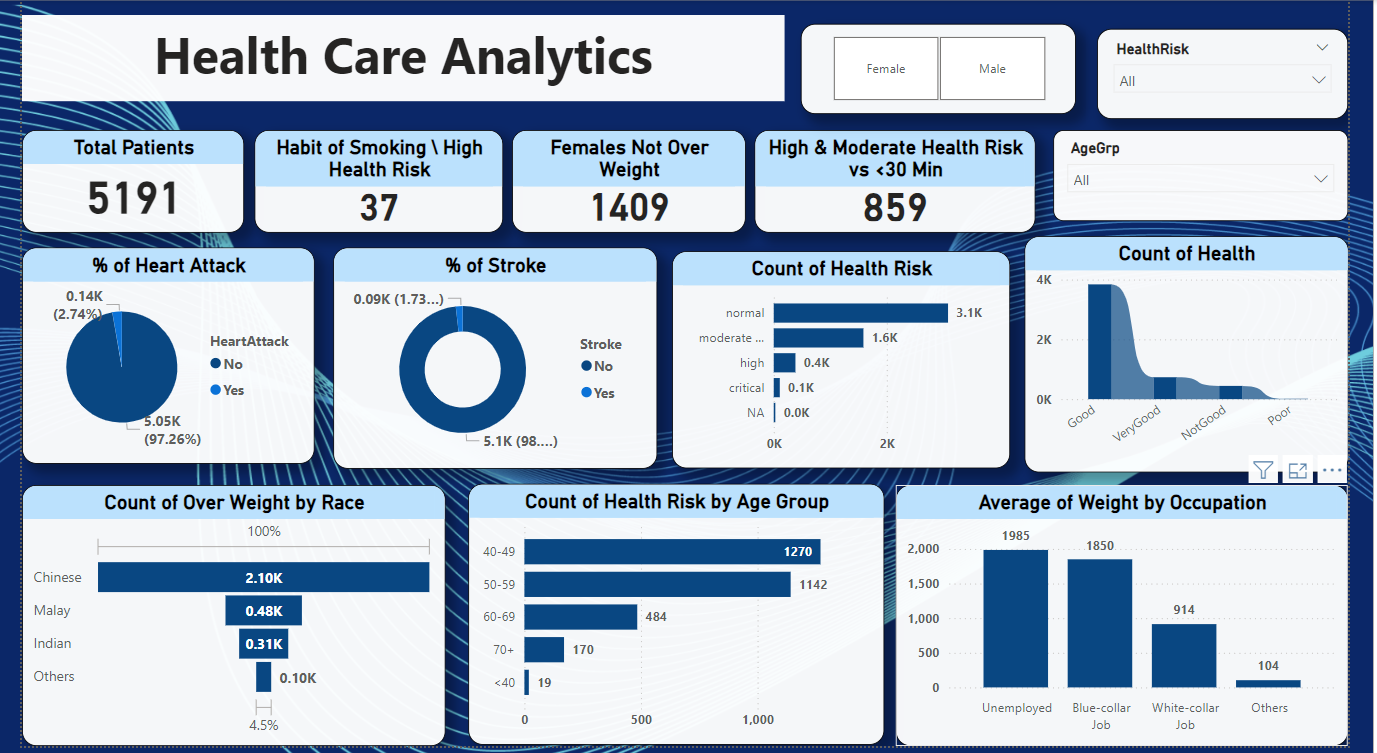 Health Care Analytics
Female
Male
HealthRisk
All
Total Patients
5191
Habit of Smoking \ High
Health Risk
37
Females Not Over
Weight
1409
High & Moderate Health Risk
vs <30 Min
859
AgeGrp
All
% of Heart Attack
0.14K
(2.74%)
HeartAttack
No
Yes
5.05K
(97.26%)
% of Stroke
0.09K (1.73...)
Stroke
No
Yes
5.1K (98....)
Count of Health Risk
normal
3.1K
moderate ...
1.6K
high
0.4K
critical
0.1K
NA
0.0K
0K
2K
Count of Health
4K
2K
0K
Good
VeryGood
NotGood
Poor
Count of Over Weight by Race
100%
Chinese
2.10K
Malay
0.48K
Indian
0.31K
Others
0.10K
4.5%
Count of Health Risk by Age Group
40-49
1270
50-59
1142
60-69
484
70+
170
<40
19
0
500
1,000
Average of Weight by Occupation
2,000
1,500
1,000
500
0
1985
1850
914
104
Unemployed
Blue-collar
Job
White-collar
Job
Others